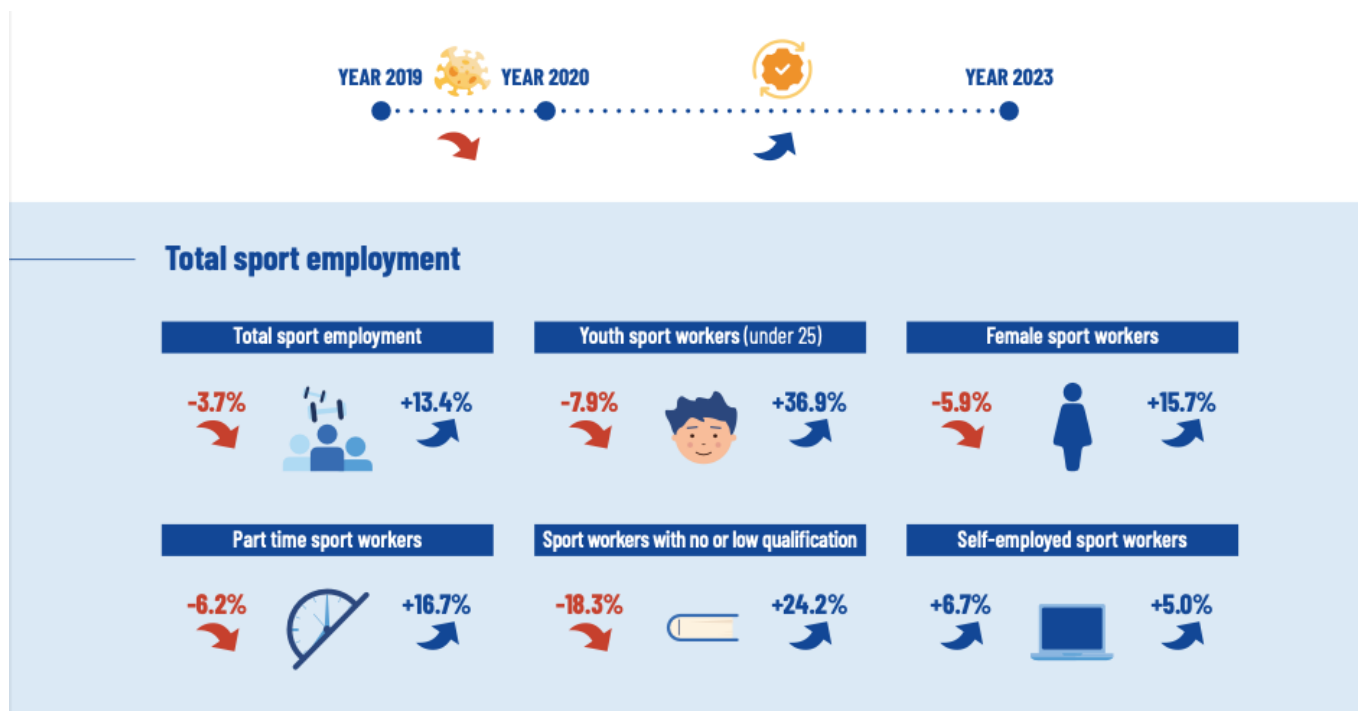 YEAR 2019
YEAR 2020
YEAR 2023
Total sport employment
Total sport employment
Youth sport workers (under 25)
Female sport workers
-3.7%
+13.4%
-7.9%
+36.9%
-5.9%
+15.7%
Part time sport workers
Sport workers with no or low qualification
Self-employed sport workers
-6.2%
+16.7%
-18.3%
+24.2%
+6.7%
+5.0%